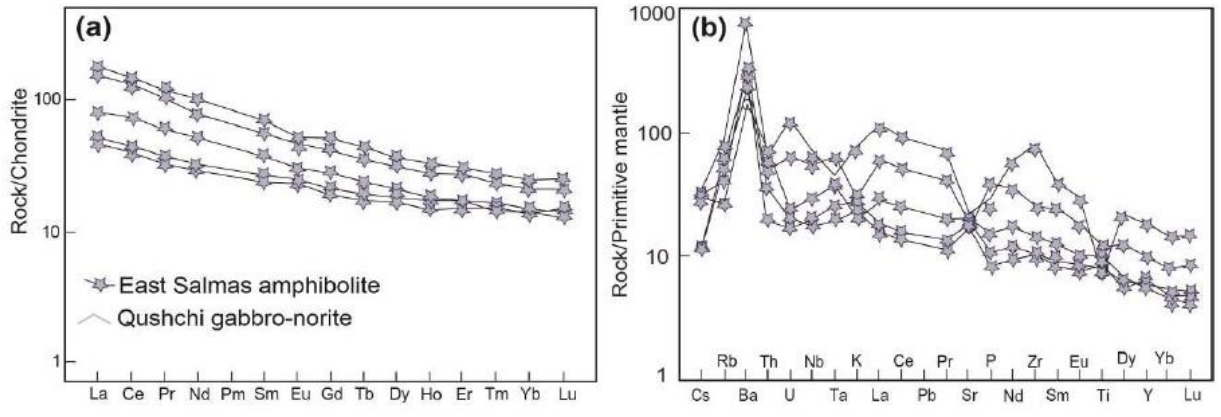 (a)
Rock/Chondrite
100
10
1
East Salmas amphibolite
Qushchi gabbro-norite
La Ce Pr Nd Pm Sm Eu Gd Tb Dy Ho Er Tm Yb Lu
(b)
Rock/Primitive mantle
1000
100
10
1
Rb Th Nb K Ce Pr P Zr Eu Dy Yb
Cs Ba U Ta La Pb Sr Nd Sm Ti Y Lu